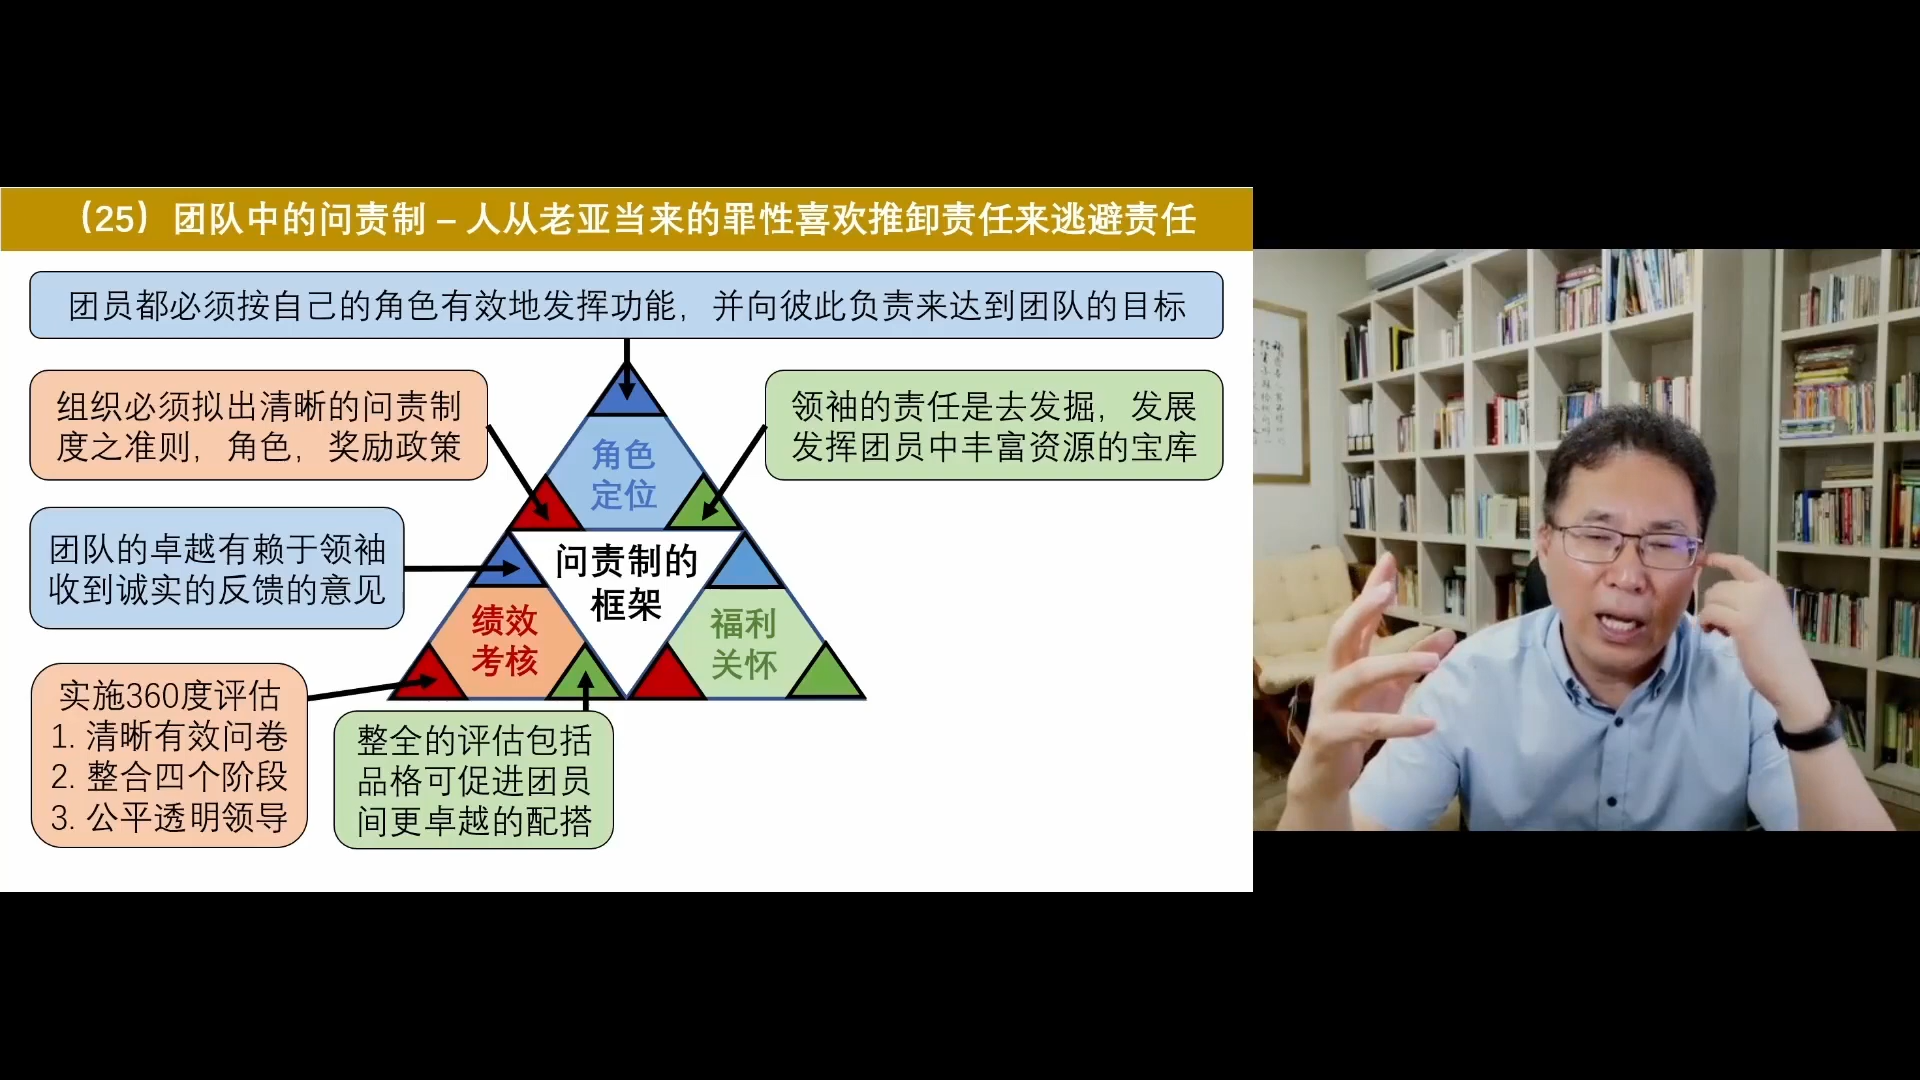 （25）团队中的问责制 – 人从老亚当来的罪性喜欢推卸责任来逃避责任
团员都必须按自己的角色有效地发挥功能，并向彼此负责来达到团队的目标
组织必须拟出清晰的问责制
度之准则，角色，奖励政策
领袖的责任是去发掘，发展
发挥团员中丰富资源的宝库
角色
定位
团队的卓越有赖于领袖
收到诚实的反馈的意见
问责制的
框架
绩效
考核
福利
关怀
实施360度评估
1. 清晰有效问卷
2. 整合四个阶段
3. 公平透明领导
整全的评估包括
品格可促进团员
间更卓越的配搭